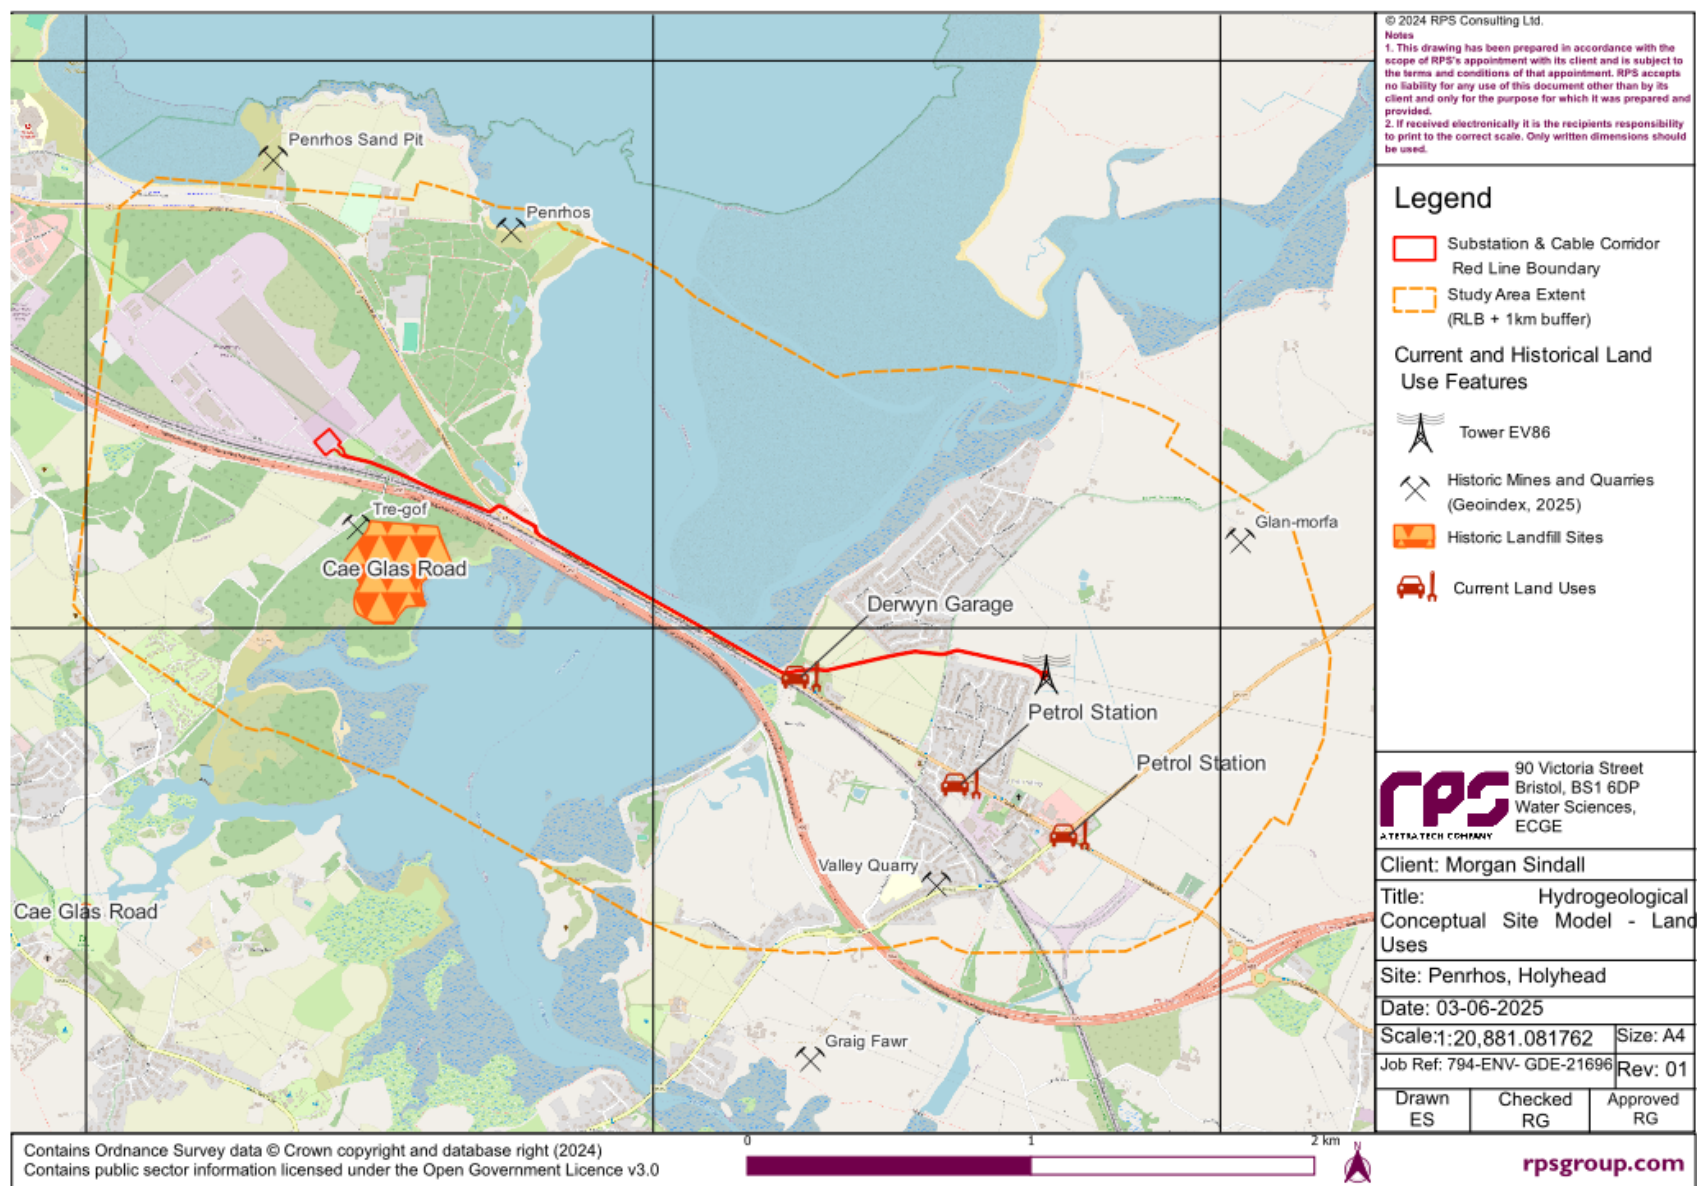 Penrhos Sand Pit
Penrhos
Tre-gof
Cae Glas Road
Glan-morfa
Derwyn Garage
Petrol Station
Petrol Station
Valley Quarry
Cae Glas Road
Graig Fawr
© 2024 RPS Consulting Ltd.
Notes
1. This drawing has been prepared in accordance with the
scope of RPS's appointment with its client and is subject to
the terms and conditions of that appointment. RPS accepts
no liability for any use of this document other than by its
client and only for the purpose for which it was prepared and
provided.
2. If received electronically it is the recipients responsibility
to print to the correct scale. Only written dimensions should
be used.
Legend
Substation & Cable Corridor
Red Line Boundary
Study Area Extent
(RLB + 1km buffer)
Current and Historical Land
Use Features
Tower EV86
Historic Mines and Quarries
(Geoindex, 2025)
Historic Landfill Sites
Current Land Uses
rps
A TETRA TECH COMPANY
90 Victoria Street
Bristol, BS1 6DP
Water Sciences,
ECGE
Client: Morgan Sindall
Title: Hydrogeological
Conceptual Site Model - Land
Uses
Site: Penrhos, Holyhead
Date: 03-06-2025
Scale:1:20,881.081762 Size: A4
Job Ref: 794-ENV- GDE-21696 Rev: 01
Drawn Checked Approved
ES RG RG
0 1 2 km
N
Contains Ordnance Survey data © Crown copyright and database right (2024)
Contains public sector information licensed under the Open Government Licence v3.0
rpsgroup.com